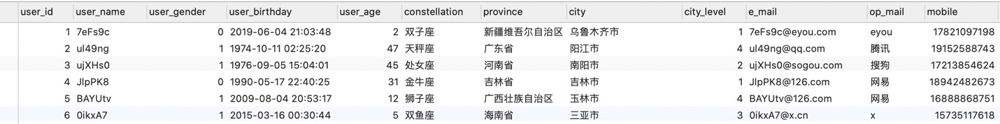 user_id user_name user_gender user_birthday user_age constellation province city city_level e_mail op_mail mobile
1 7eFs9c 0 2019-06-04 21:03:48 2 双子座 新疆维吾尔自治区 乌鲁木齐市 1 7eFs9c@eyou.com eyou 17821097198
2 ul49ng 1 1974-10-11 02:25:20 47 天秤座 广东省 阳江市 4 ul49ng@qq.com 腾讯 19152588743
3 ujXHs0 1 1976-09-05 15:04:01 45 处女座 河南省 南阳市 2 ujXHs0@sogou.com 搜狗 17213854624
4 JlpPK8 0 1990-05-17 22:40:25 31 金牛座 吉林省 吉林市 1 JlpPK8@126.com 网易 18942482673
5 BAYUtv 1 2009-08-04 20:53:17 12 狮子座 广西壮族自治区 玉林市 4 BAYUtv@126.com 网易 16888868751
6 0ikxA7 1 2015-03-16 00:30:44 5 双鱼座 海南省 三亚市 3 0ikxA7@x.cn x 15735117618